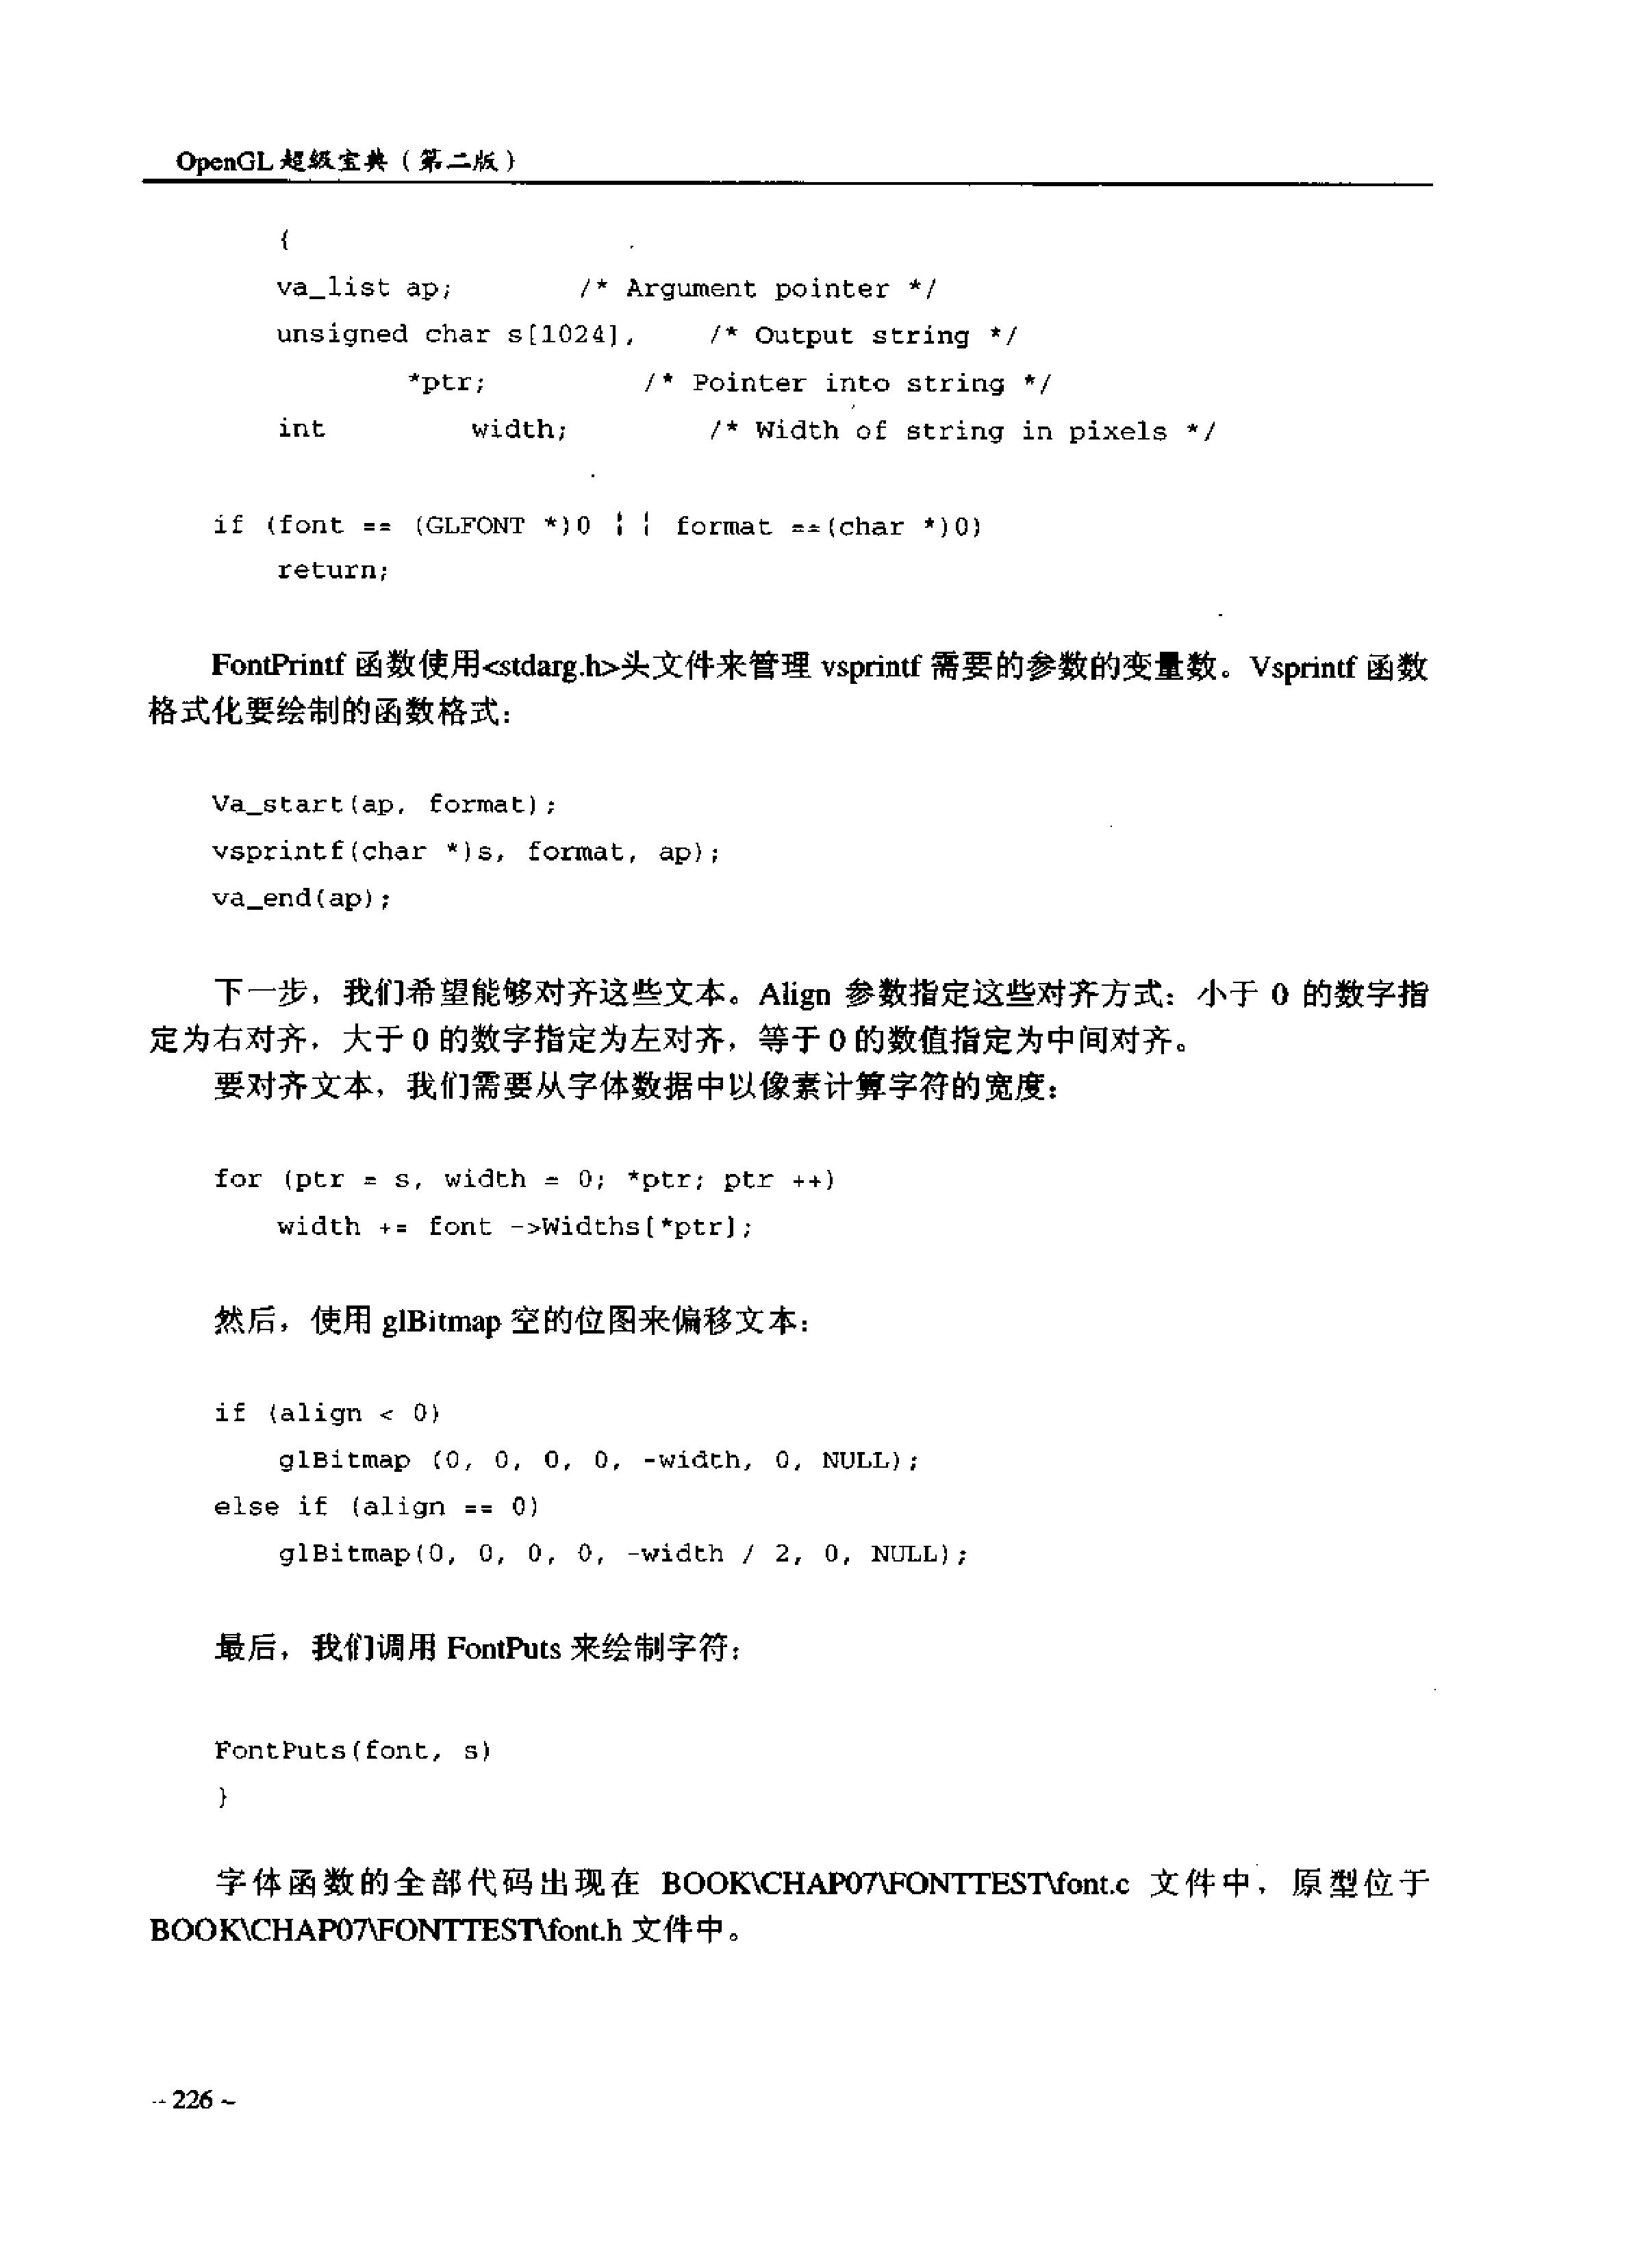 OpenGL 超级宝典（第二版）
{
va_list ap;        /* Argument pointer */
unsigned char s[1024],    /* Output string */
*ptr;         /* Pointer into string */
int         width;         /* Width of string in pixels */
if (font == (GLFONT *)0 ¦ ¦ format ==(char *)0)
return;
FontPrintf 函数使用<stdarg.h>头文件来管理 vsprintf 需要的参数的变量数。Vsprintf 函数
格式化要绘制的函数格式：
Va_start(ap, format);
vsprintf(char *)s, format, ap);
va_end(ap);
下一步，我们希望能够对齐这些文本。Align 参数指定这些对齐方式：小于 0 的数字指
定为右对齐，大于 0 的数字指定为左对齐，等于 0 的数值指定为中间对齐。
要对齐文本，我们需要从字体数据中以像素计算字符的宽度：
for (ptr = s, width = 0; *ptr; ptr ++)
width += font ->Widths[*ptr];
然后，使用 glBitmap 空的位图来偏移文本：
if (align < 0)
glBitmap (0, 0, 0, 0, -width, 0, NULL);
else if (align == 0)
glBitmap(0, 0, 0, 0, -width / 2, 0, NULL);
最后，我们调用 FontPuts 来绘制字符：
FontPuts(font, s)
}
字体函数的全部代码出现在 BOOK\CHAP07\FONTTEST\font.c 文件中，原型位于
BOOK\CHAP07\FONTTEST\font.h 文件中。
~ 226 ~